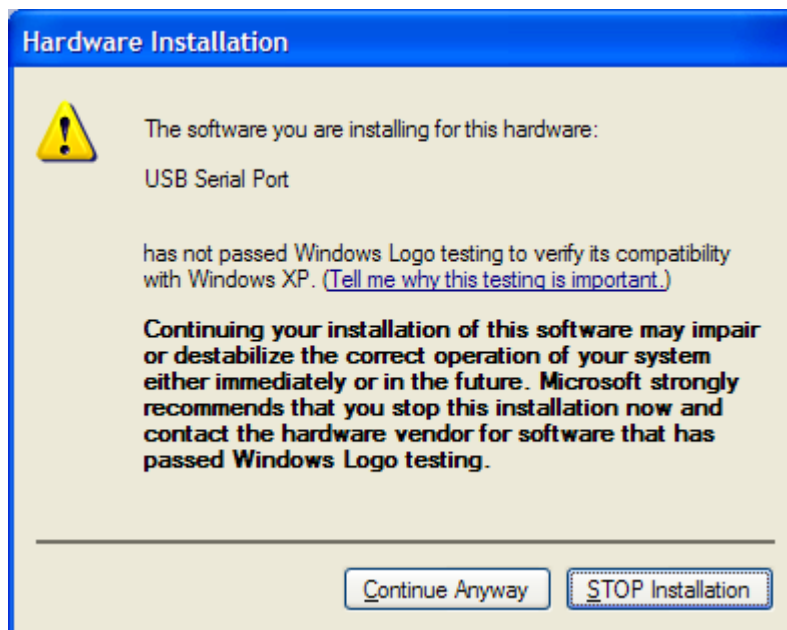 Hardware Installation
The software you are installing for this hardware:
USB Serial Port
has not passed Windows Logo testing to verify its compatibility
with Windows XP. (Tell me why this testing is important.)
Continuing your installation of this software may impair
or destabilize the correct operation of your system
either immediately or in the future. Microsoft strongly
recommends that you stop this installation now and
contact the hardware vendor for software that has
passed Windows Logo testing.
Continue Anyway
STOP Installation